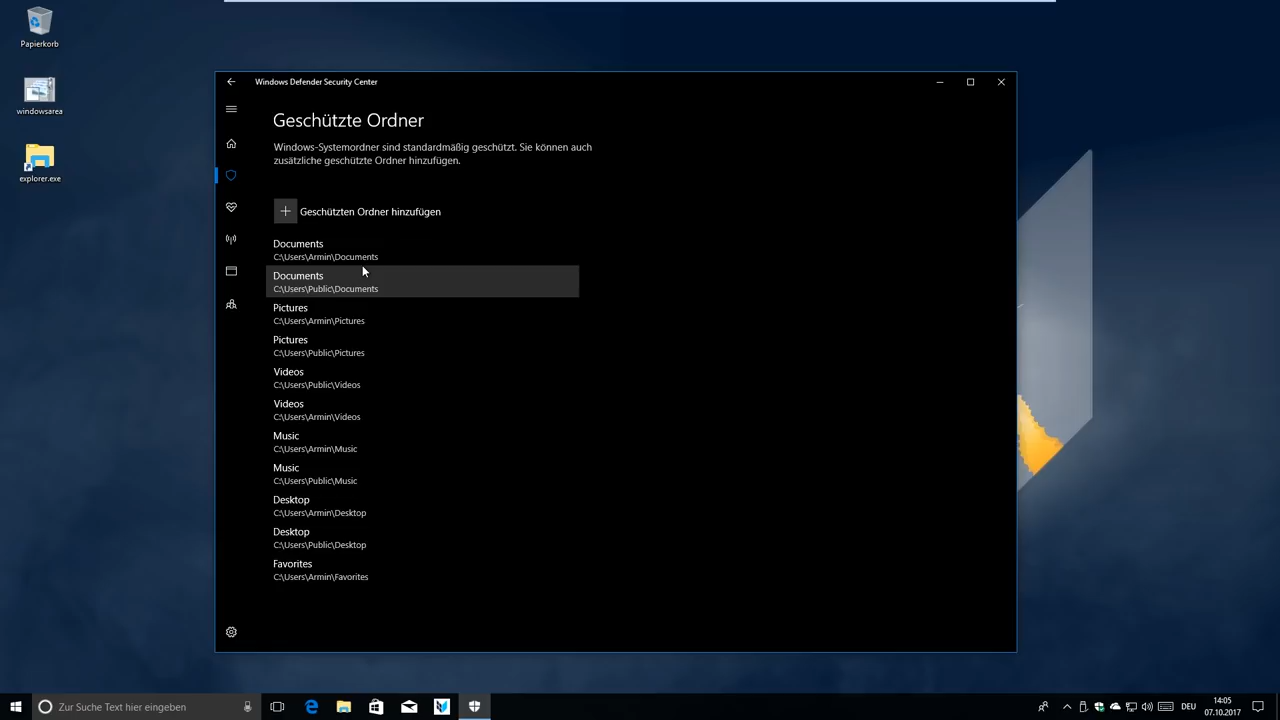 Papierkorb
windowsarea
explorer.exe
Windows Defender Security Center
Geschützte Ordner
Windows-Systemordner sind standardmäßig geschützt. Sie können auch
zusätzliche geschützte Ordner hinzufügen.
Geschützten Ordner hinzufügen
Documents
C:\Users\Armin\Documents
Documents
C:\Users\Public\Documents
Pictures
C:\Users\Armin\Pictures
Pictures
C:\Users\Public\Pictures
Videos
C:\Users\Public\Videos
Videos
C:\Users\Armin\Videos
Music
C:\Users\Armin\Music
Music
C:\Users\Public\Music
Desktop
C:\Users\Armin\Desktop
Desktop
C:\Users\Public\Desktop
Favorites
C:\Users\Armin\Favorites
Zur Suche Text hier eingeben
DEU
14:05
07.10.2017